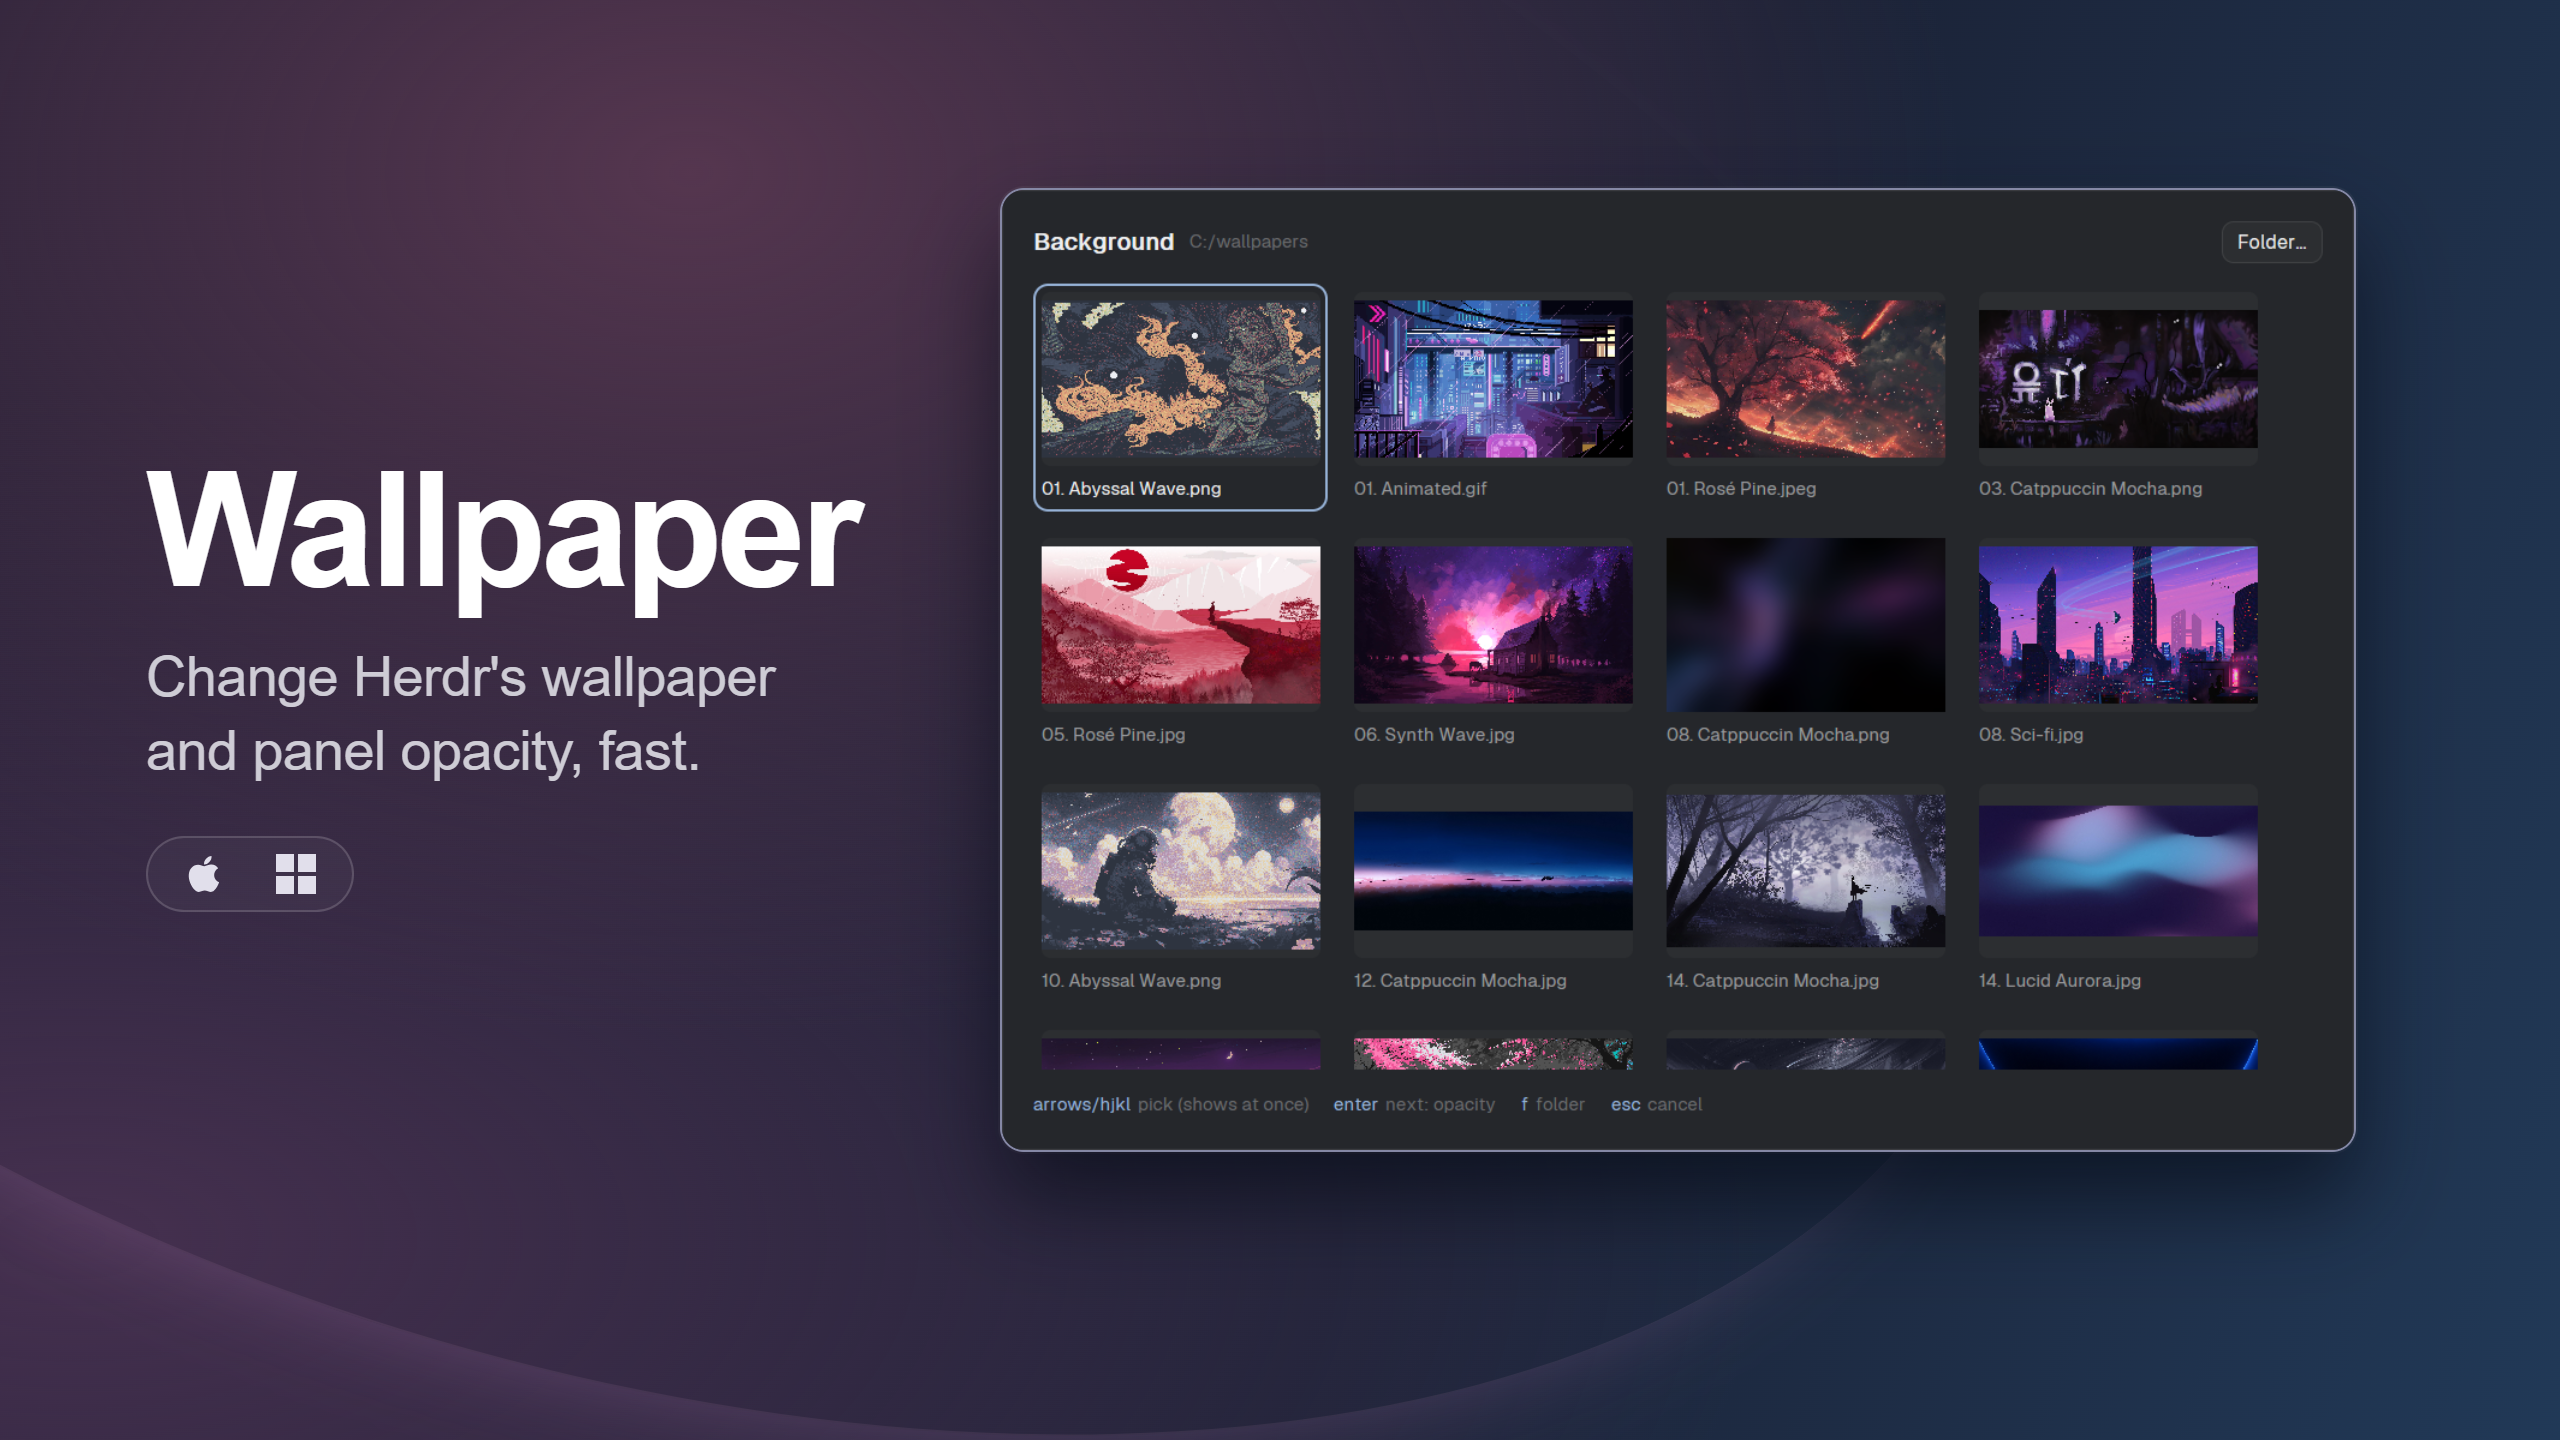 Wallpaper
Change Herdr's wallpaper
and panel opacity, fast.
Background C:/wallpapers
Folder...
01. Abyssal Wave.png
01. Animated.gif
01. Rosé Pine.jpeg
유
03. Catppuccin Mocha.png
05. Rosé Pine.jpg
06. Synth Wave.jpg
08. Catppuccin Mocha.png
08. Sci-fi.jpg
10. Abyssal Wave.png
12. Catppuccin Mocha.jpg
14. Catppuccin Mocha.jpg
14. Lucid Aurora.jpg
arrows/hjkl pick (shows at once) enter next: opacity f folder esc cancel